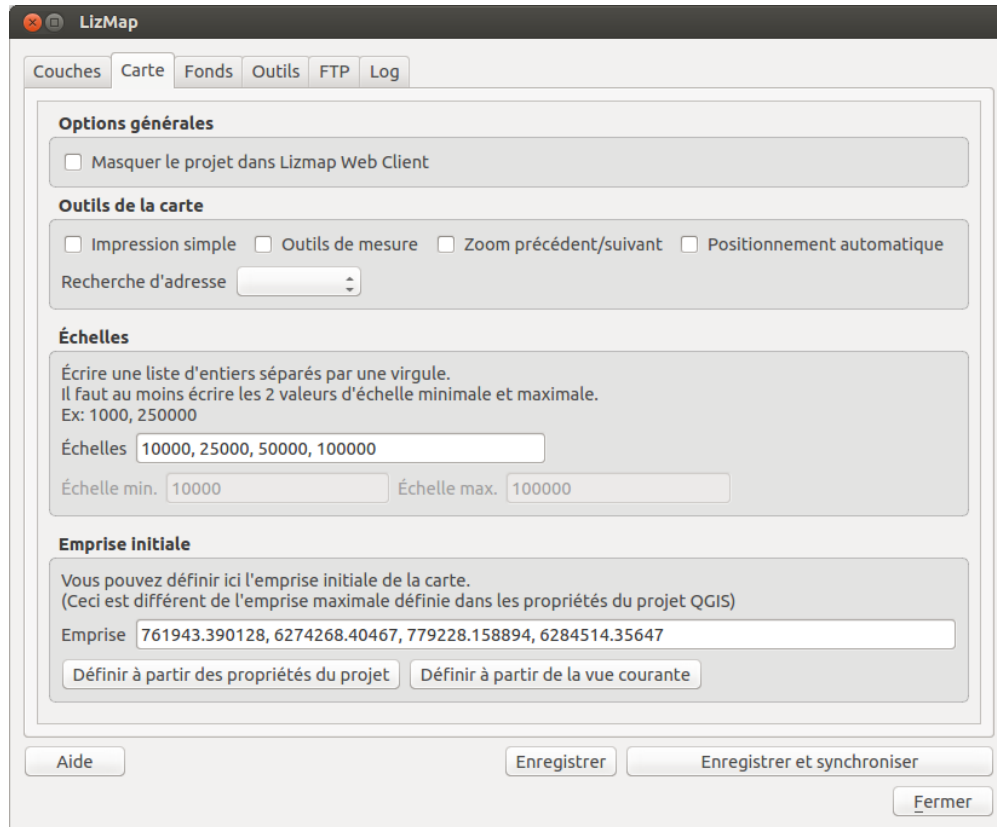 LizMap
Couches Carte Fonds Outils FTP Log
Options générales
Masquer le projet dans Lizmap Web Client
Outils de la carte
Impression simple Outils de mesure Zoom précédent/suivant Positionnement automatique
Recherche d'adresse
Échelles
Écrire une liste d'entiers séparés par une virgule.
Il faut au moins écrire les 2 valeurs d'échelle minimale et maximale.
Ex: 1000, 250000
Échelles 10000, 25000, 50000, 100000
Échelle min. 10000 Échelle max. 100000
Emprise initiale
Vous pouvez définir ici l'emprise initiale de la carte.
(Ceci est différent de l'emprise maximale définie dans les propriétés du projet QGIS)
Emprise 761943.390128, 6274268.40467, 779228.158894, 6284514.35647
Définir à partir des propriétés du projet Définir à partir de la vue courante
Aide Enregistrer Enregistrer et synchroniser
Fermer